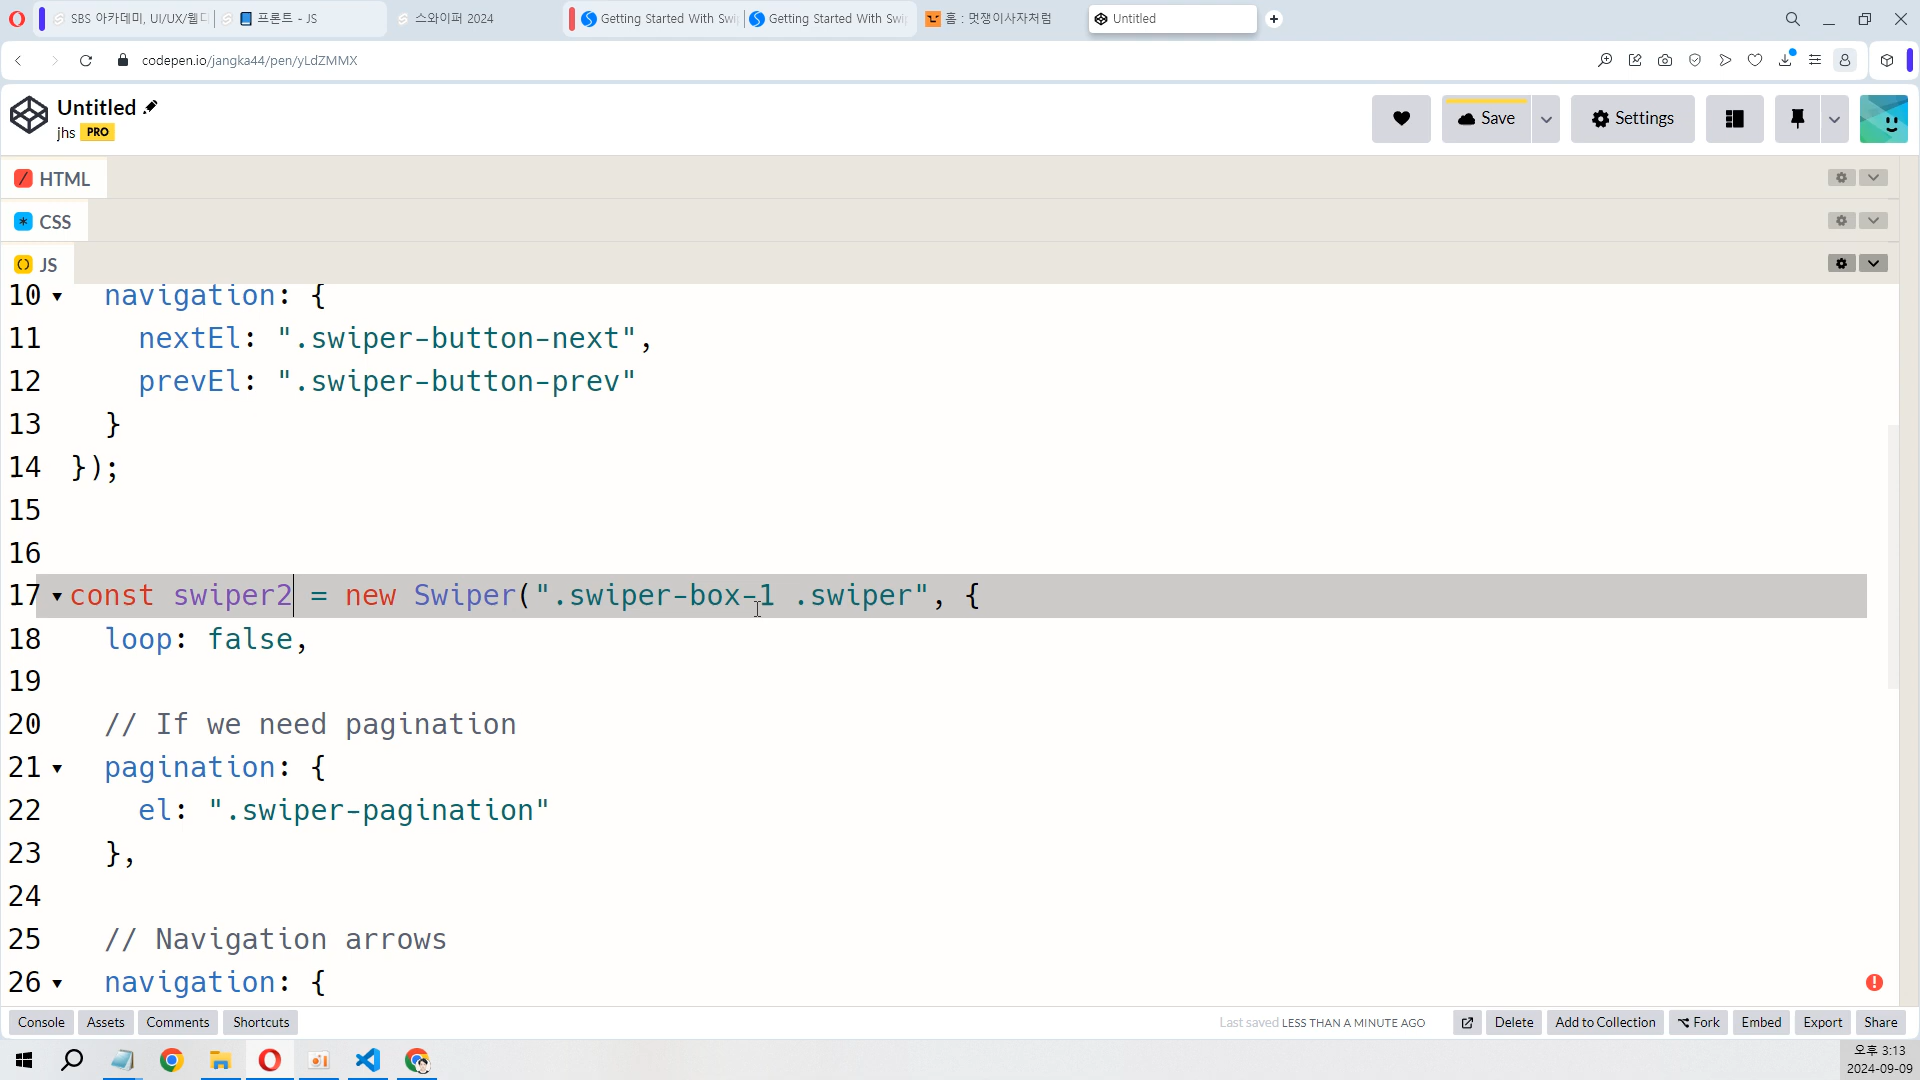 SBS 아카데미, UI/UX/웹디
프론트 - JS
스와이퍼 2024
Getting Started With Swip
Getting Started With Swip
홈 : 멋쟁이사자처럼
Untitled
codepen.io/jangka44/pen/yLdZMMX
Untitled
jhs PRO
Save
Settings
HTML
CSS
JS
10 navigation: {
11 nextEl: ".swiper-button-next",
12 prevEl: ".swiper-button-prev"
13 }
14 });
15
16
17 const swiper2 = new Swiper(".swiper-box-1 .swiper", {
18 loop: false,
19
20 // If we need pagination
21 pagination: {
22 el: ".swiper-pagination"
23 },
24
25 // Navigation arrows
26 navigation: {
Console Assets Comments Shortcuts Last saved LESS THAN A MINUTE AGO Delete Add to Collection Fork Embed Export Share
오후 3:13
2024-09-09